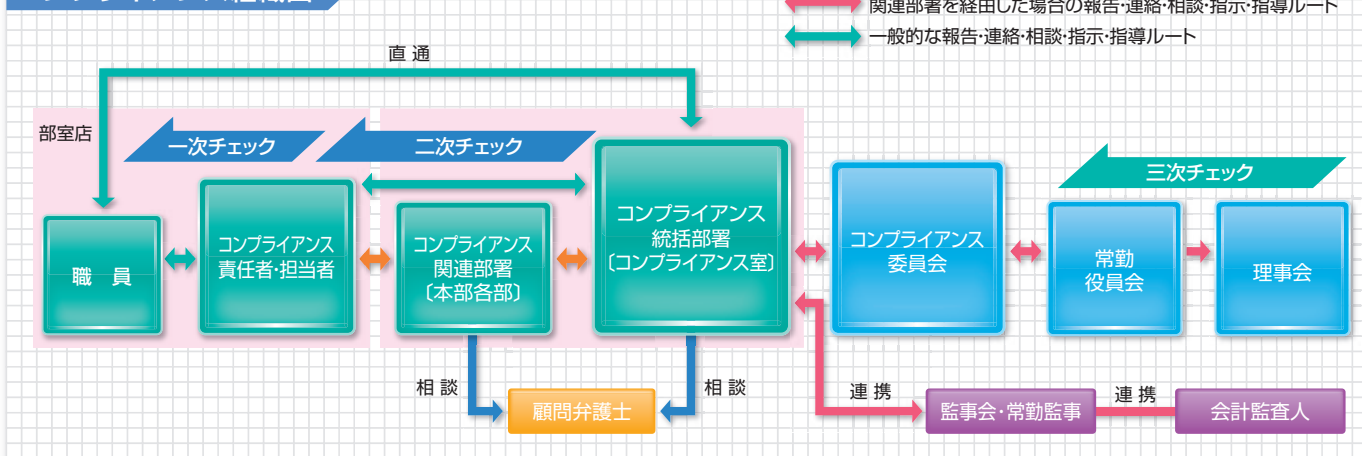 関連部署を経由した場合の報告・連絡・相談・指示・指導ルート
一般的な報告・連絡・相談・指示・指導ルート
直 通
部室店
一次チェック
二次チェック
三次チェック
職 員
コンプライアンス
責任者・担当者
コンプライアンス
関連部署
〔本部各部〕
コンプライアンス
統括部署
〔コンプライアンス室〕
コンプライアンス
委員会
常勤
役員会
理事会
相 談
顧問弁護士
相 談
連 携
監事会・常勤監事
連 携
会計監査人